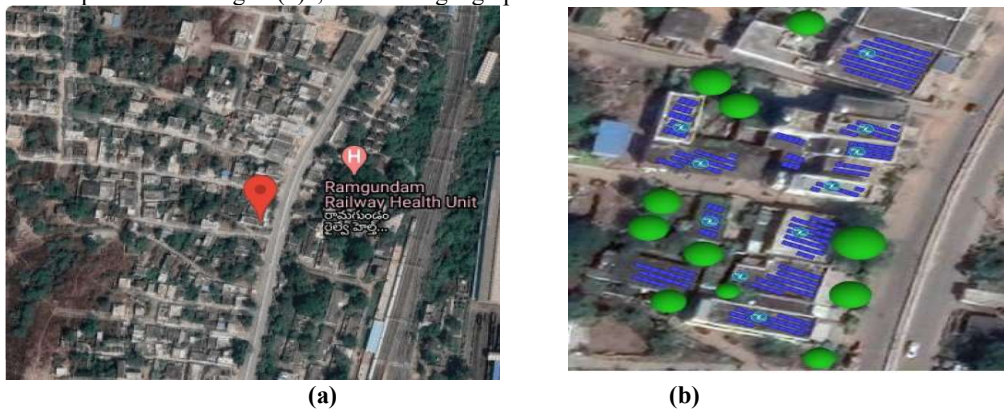 H
Ramgundam
Railway Health Unit
రామగుండం
రైల్వే హెల్త్...
(a)
(b)